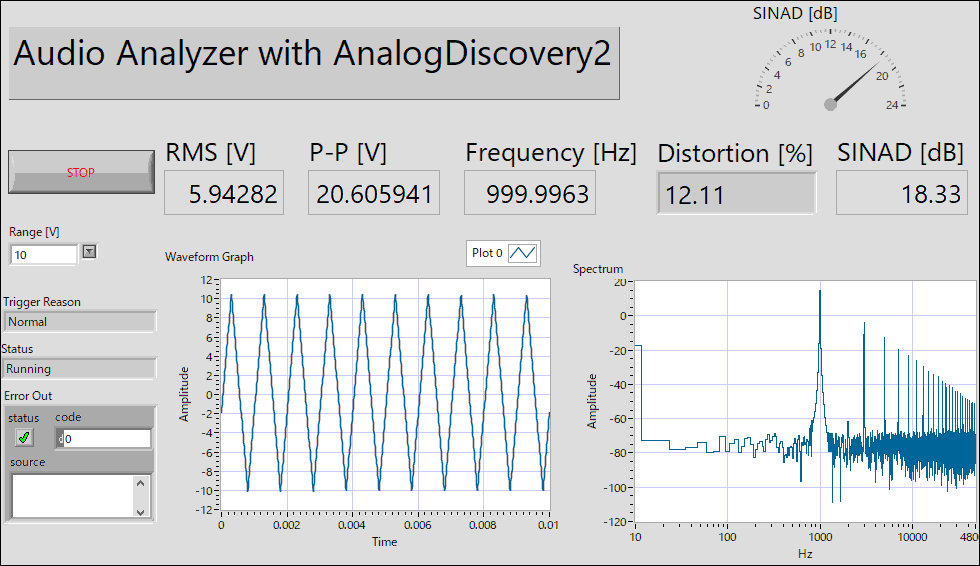 SINAD [dB]
0 2 4 6 8 10 12 14 16 20 24
Audio Analyzer with AnalogDiscovery2
STOP
RMS [V] P-P [V] Frequency [Hz] Distortion [%] SINAD [dB]
5.94282 20.605941 999.9963 12.11 18.33
Range [V]
10
Trigger Reason
Normal
Status
Running
Error Out
status code
0
source
Waveform Graph
Plot 0
12
10
8
6
4
2
0
-2
-4
-6
-8
-10
-12
Amplitude
0 0.002 0.004 0.006 0.008 0.01
Time
Spectrum
20
0
-20
-40
-60
-80
-100
-120
Amplitude
10 100 1000 10000 4800
Hz